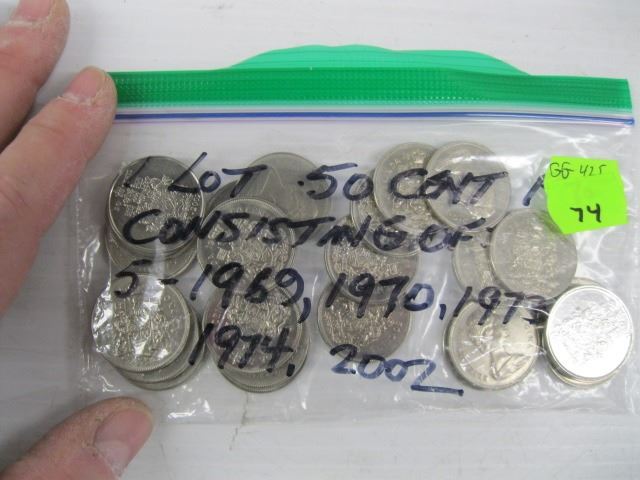 1 LOT .50 CENT
CONSISTING OF
5-1969, 1970, 1973
1974, 2002
GG-425
74